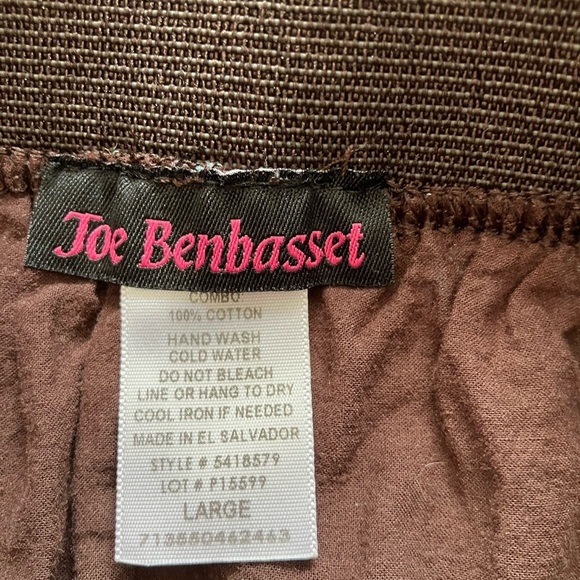 Joe Benbasset
COMBO:
100% COTTON
HAND WASH
COLD WATER
DO NOT BLEACH
LINE OR HANG TO DRY
COOL IRON IF NEEDED
MADE IN EL SALVADOR
STYLE # 5418579
LOT # P15599
LARGE
713550462463